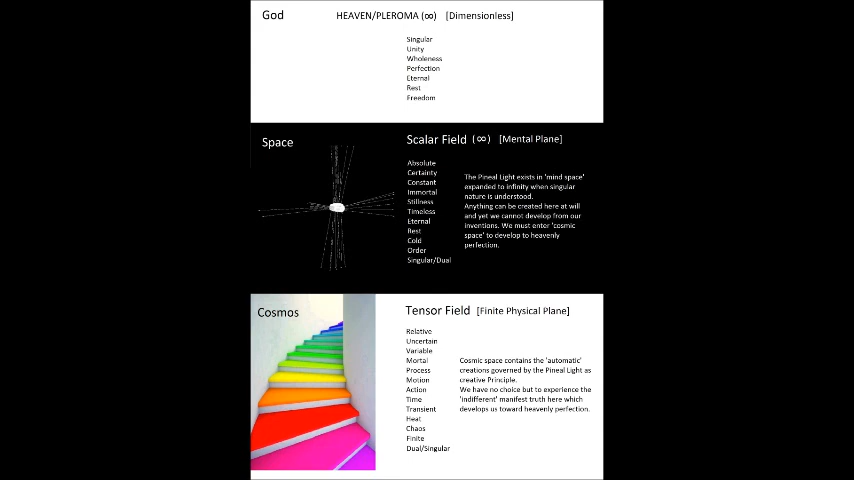 God
HEAVEN/PLEROMA (∞) [Dimensionless]
Singular
Unity
Wholeness
Perfection
Eternal
Rest
Freedom
Space
Scalar Field (∞) [Mental Plane]
Absolute
Certainty
Constant
Immortal
Stillness
Timeless
Eternal
Rest
Cold
Order
Singular/Dual
The Pineal Light exists in 'mind space'
expanded to infinity when singular
nature is understood.
Anything can be created here at will
and yet we cannot develop from our
inventions. We must enter 'cosmic
space' to develop to heavenly
perfection.
Cosmos
Tensor Field [Finite Physical Plane]
Relative
Uncertain
Variable
Mortal
Process
Motion
Action
Time
Transient
Heat
Chaos
Finite
Dual/Singular
Cosmic space contains the 'automatic'
creations governed by the Pineal Light as
creative Principle.
We have no choice but to experience the
'indifferent' manifest truth here which
develops us toward heavenly perfection.